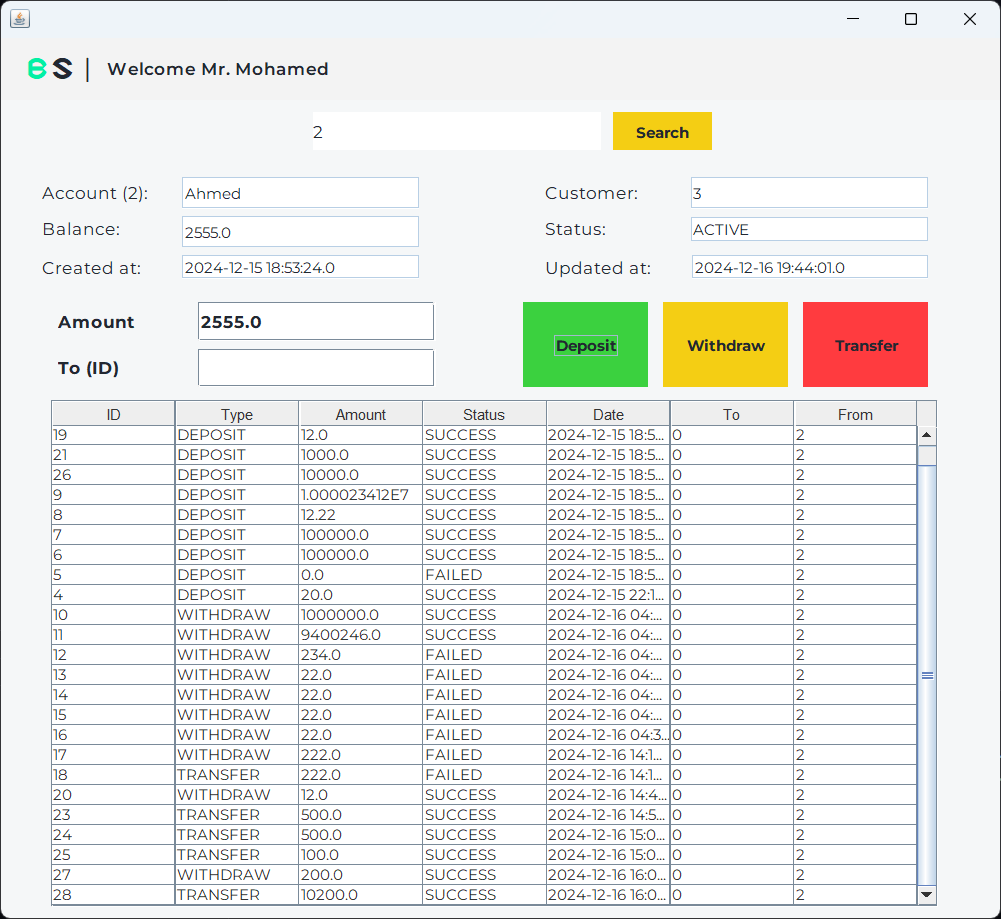 BS | Welcome Mr. Mohamed
2 Search
Account (2): Ahmed Customer: 3
Balance: 2555.0 Status: ACTIVE
Created at: 2024-12-15 18:53:24.0 Updated at: 2024-12-16 19:44:01.0
Amount 2555.0
Deposit Withdraw Transfer
To (ID)
ID Type Amount Status Date To From
19 DEPOSIT 12.0 SUCCESS 2024-12-15 18:5... 0 2
21 DEPOSIT 1000.0 SUCCESS 2024-12-15 18:5... 0 2
26 DEPOSIT 10000.0 SUCCESS 2024-12-15 18:5... 0 2
9 DEPOSIT 1.000023412E7 SUCCESS 2024-12-15 18:5... 0 2
8 DEPOSIT 12.22 SUCCESS 2024-12-15 18:5... 0 2
7 DEPOSIT 100000.0 SUCCESS 2024-12-15 18:5... 0 2
6 DEPOSIT 100000.0 SUCCESS 2024-12-15 18:5... 0 2
5 DEPOSIT 0.0 FAILED 2024-12-15 18:5... 0 2
4 DEPOSIT 20.0 SUCCESS 2024-12-15 22:1... 0 2
10 WITHDRAW 1000000.0 SUCCESS 2024-12-16 04:... 0 2
11 WITHDRAW 9400246.0 SUCCESS 2024-12-16 04:... 0 2
12 WITHDRAW 234.0 FAILED 2024-12-16 04:... 0 2
13 WITHDRAW 22.0 FAILED 2024-12-16 04:... 0 2
14 WITHDRAW 22.0 FAILED 2024-12-16 04:... 0 2
15 WITHDRAW 22.0 FAILED 2024-12-16 04:... 0 2
16 WITHDRAW 22.0 FAILED 2024-12-16 04:3... 0 2
17 WITHDRAW 222.0 FAILED 2024-12-16 14:1... 0 2
18 TRANSFER 222.0 FAILED 2024-12-16 14:1... 0 2
20 WITHDRAW 12.0 SUCCESS 2024-12-16 14:4... 0 2
23 TRANSFER 500.0 SUCCESS 2024-12-16 14:5... 0 2
24 TRANSFER 500.0 SUCCESS 2024-12-16 15:0... 0 2
25 TRANSFER 100.0 SUCCESS 2024-12-16 15:0... 0 2
27 WITHDRAW 200.0 SUCCESS 2024-12-16 16:0... 0 2
28 TRANSFER 10200.0 SUCCESS 2024-12-16 16:0... 0 2